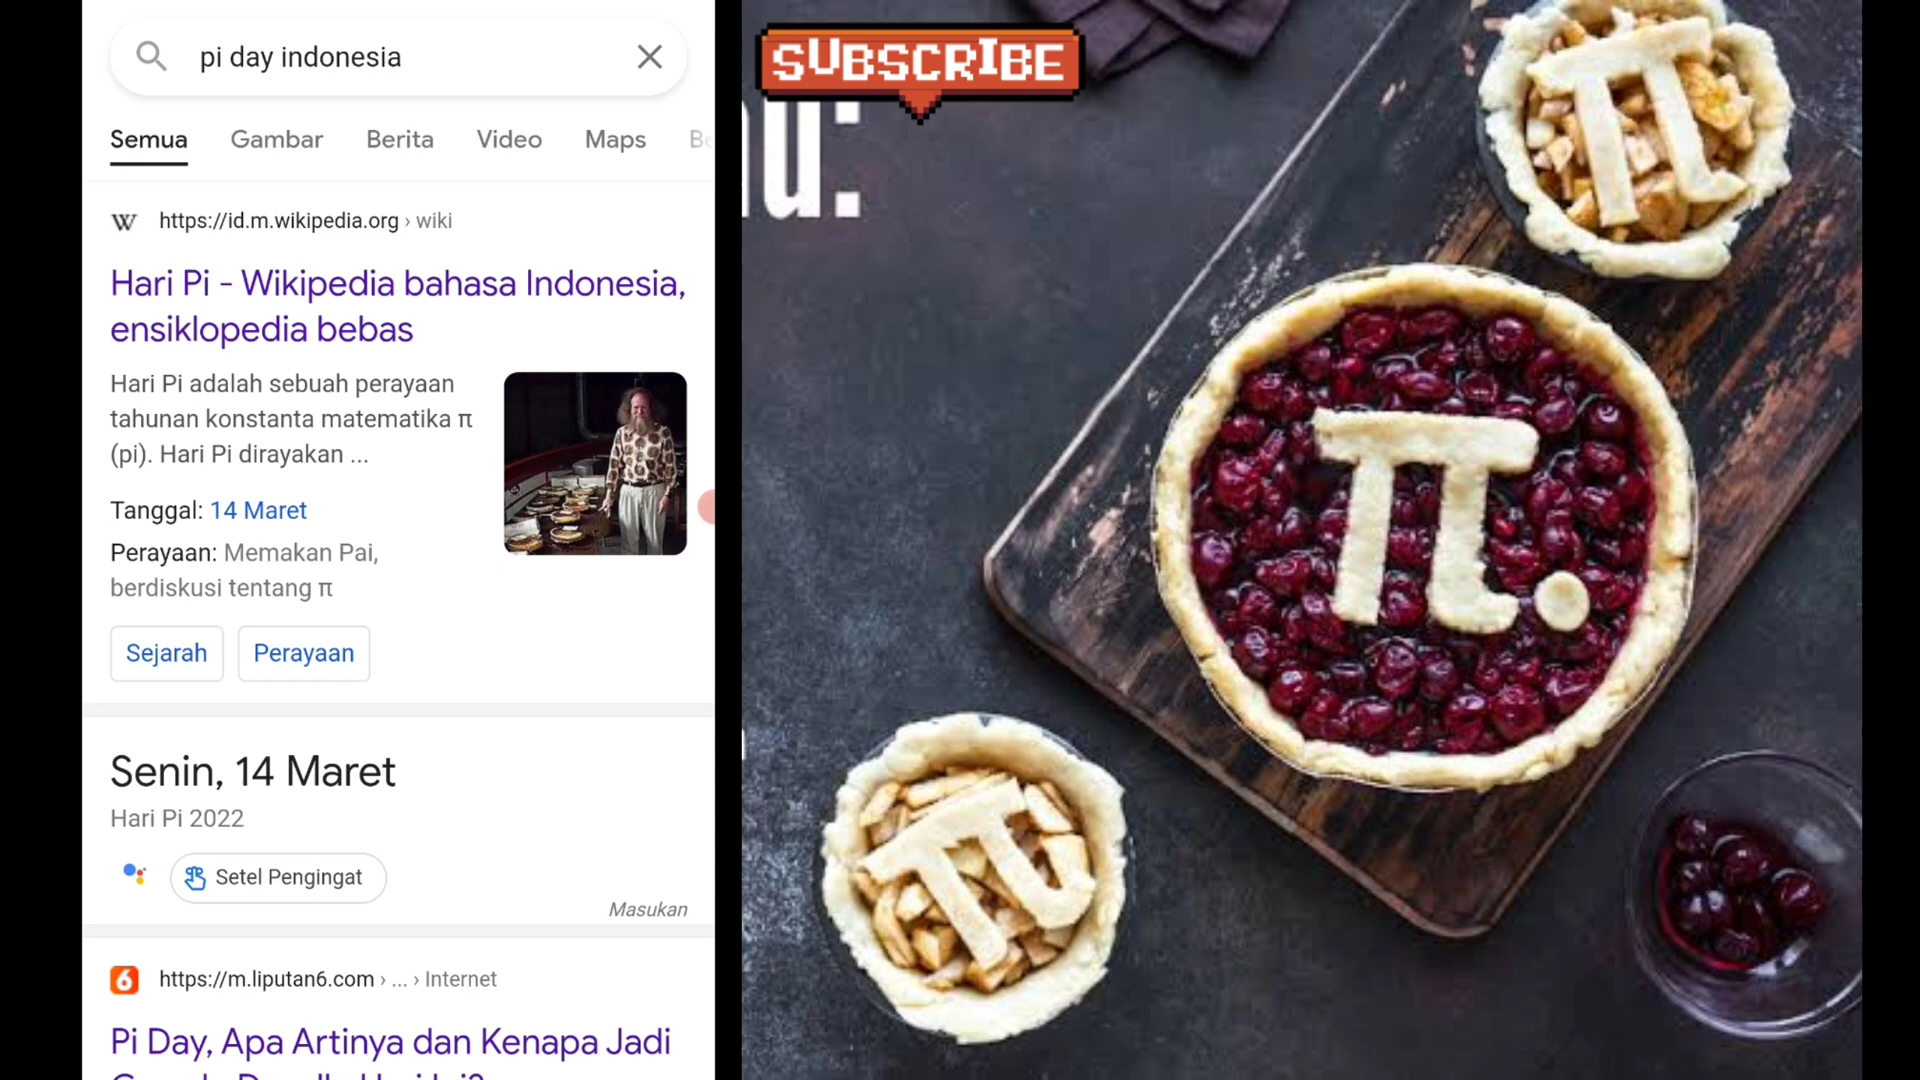 pi day indonesia
Semua Gambar Berita Video Maps
https://id.m.wikipedia.org › wiki
Hari Pi - Wikipedia bahasa Indonesia,
ensiklopedia bebas
Hari Pi adalah sebuah perayaan
tahunan konstanta matematika π
(pi). Hari Pi dirayakan ...
Tanggal: 14 Maret
Perayaan: Memakan Pai,
berdiskusi tentang π
Sejarah Perayaan
Senin, 14 Maret
Hari Pi 2022
Setel Pengingat
Masukan
https://m.liputan6.com › ... › Internet
Pi Day, Apa Artinya dan Kenapa Jadi
SUBSCRIBE
π
π.
π